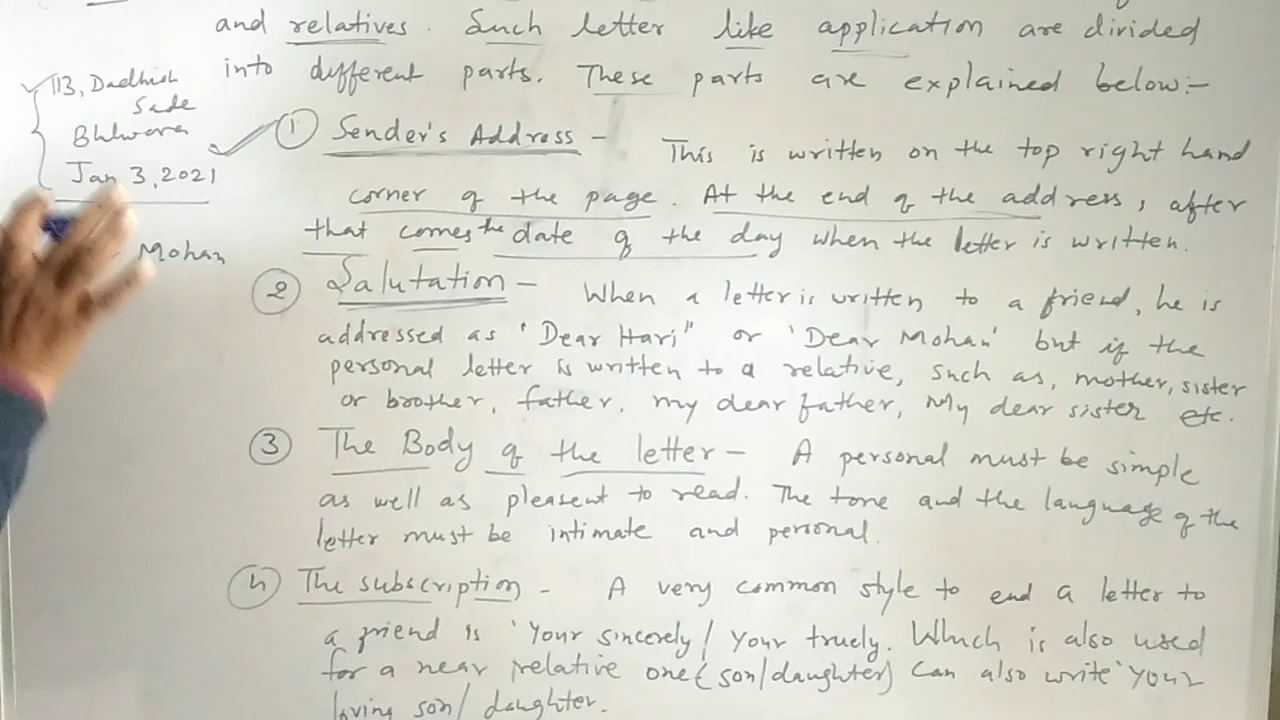 and relatives. Such letter like application are divided
into different parts. These parts are explained below:-
113, Dadhich
Sade
Bhlwara
Jan 3, 2021
Mohan
① Sender's Address - This is written on the top right hand
corner of the page. At the end of the address, after
that comes the date of the day when the letter is written.
② Salutation - When a letter is written to a friend, he is
addressed as 'Dear Hari" or 'Dear Mohan' but if the
personal letter is written to a relative, such as, mother, sister
or brother, father, my dear father, My dear sister etc.
③ The Body of the letter - A personal must be simple
as well as pleasent to read. The tone and the language of the
letter must be intimate and personal.
④ The subscription - A very common style to end a letter to
a friend is 'Your sincerely / Your truely. Which is also used
for a near relative one (son/daughter) Can also write 'Your
loving son/ daughter.